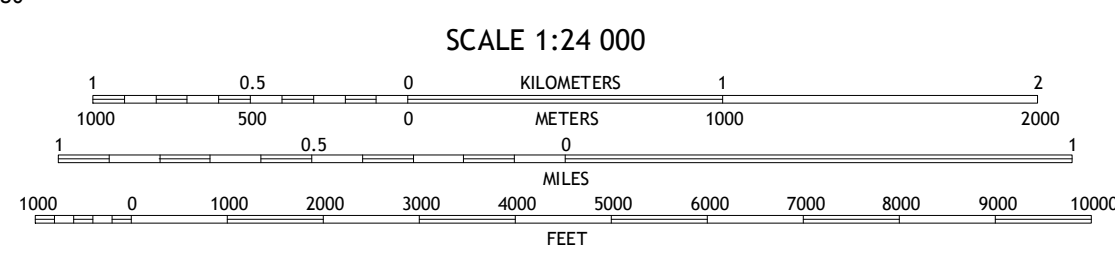 SCALE 1:24 000
1 0.5 0 KILOMETERS 1 2
1000 500 0 METERS 1000 2000
1 0.5 0 1
MILES
1000 0 1000 2000 3000 4000 5000 6000 7000 8000 9000 10000
FEET